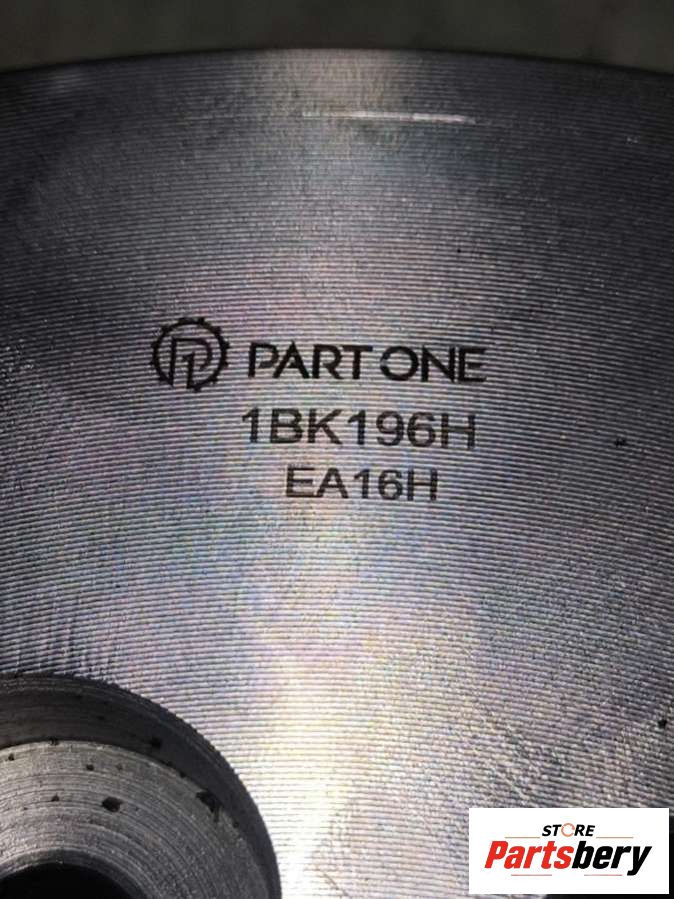 PART ONE
1BK196H
EA16H
STORE
Partsbery